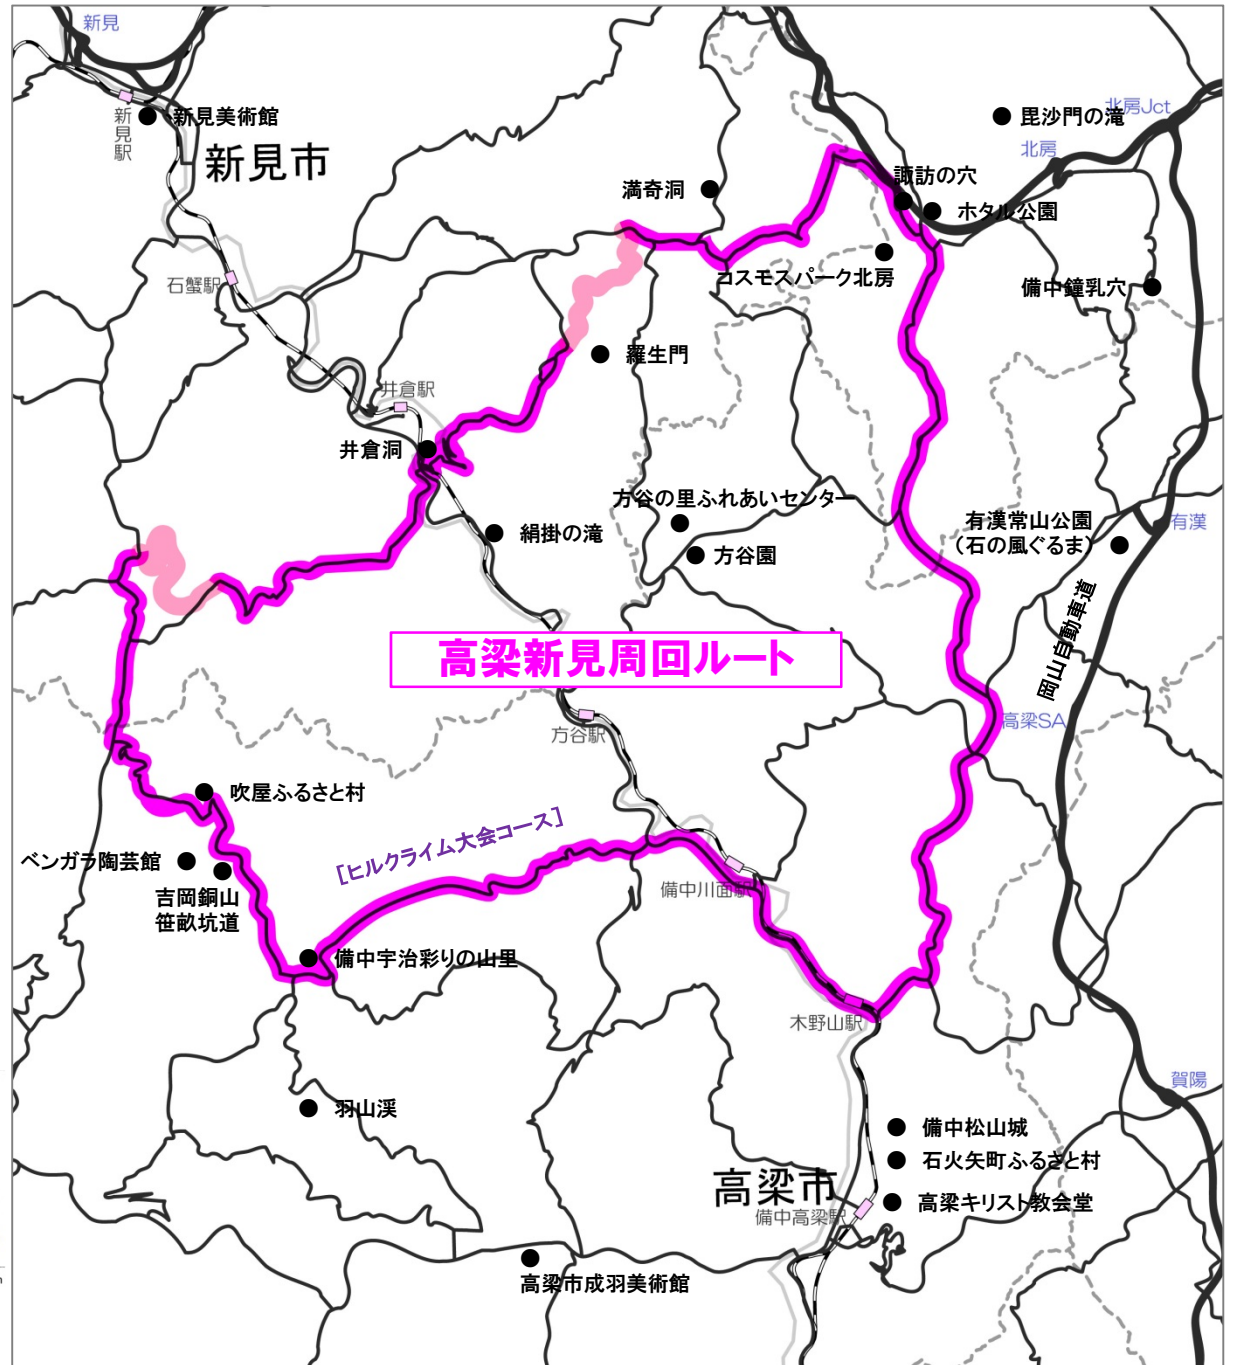 新見
新見駅
新見美術館
新見市
北房Jct
毘沙門の滝
北房
満奇洞
諏訪の穴
ホタル公園
コスモスパーク北房
石蟹駅
備中鐘乳穴
羅生門
井倉駅
井倉洞
方谷の里ふれあいセンター
絹掛の滝
方谷園
有漢常山公園
(石の風ぐるま)
有漢
岡山自動車道
高梁新見周回ルート
高梁SA
方谷駅
吹屋ふるさと村
[ヒルクライム大会コース]
ベンガラ陶芸館
吉岡銅山
笹畝坑道
備中川面駅
備中宇治彩りの山里
木野山駅
賀陽
羽山渓
備中松山城
石火矢町ふるさと村
高梁市
高梁キリスト教会堂
備中高梁駅
高梁市成羽美術館